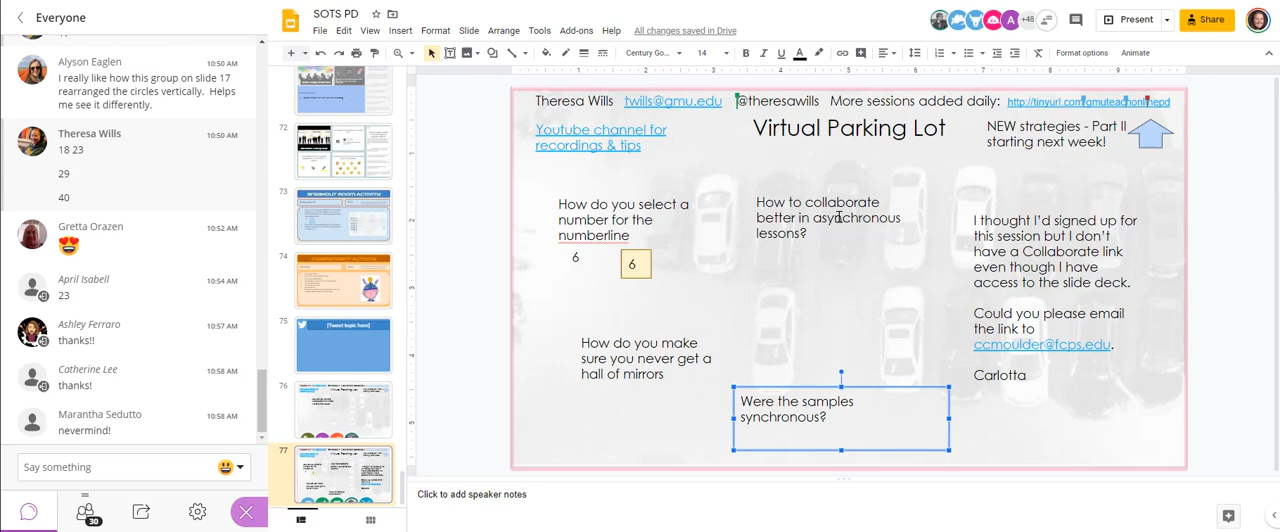 Everyone
10:50 AM
Alyson Eaglen
I really like how this group on slide 17
rearranged the circles vertically. Helps
me see it differently.
Theresa Wills
10:50 AM
18 23
29
40
Gretta Orazen
10:52 AM
April Isabell
10:54 AM
23
Ashley Ferraro
10:57 AM
thanks!!
Catherine Lee
10:58 AM
thanks!
Marantha Sedutto
10:58 AM
nevermind!
Say something
30
SOTS PD
File Edit View Insert Format Slide Arrange Tools Add-ons Help
All changes saved in Drive
+48
Present
Share
Century Go...
14
B I U A
Format options
Animate
72
73
74
75
[Tweet topic here]
76
77
Theresa Wills twills@gmu.edu @theresawills More sessions added daily: http://tinyurl.com/gmuteachonlinepd
Youtube channel for
recordings & tips
Virtual Parking Lot
NEW strategies - Part II
starting next week!
How do you select a
number for the
numberline
6
6
How to collaborate
better in asynchronous
lessons?
I thought I'd signed up for
this session but I don't
have a Collaborate link
even though I have
access to the slide deck.
Could you please email
the link to
ccmoulder@fcps.edu.
Carlotta
How do you make
sure you never get a
hall of mirrors
Were the samples
synchronous?
Click to add speaker notes